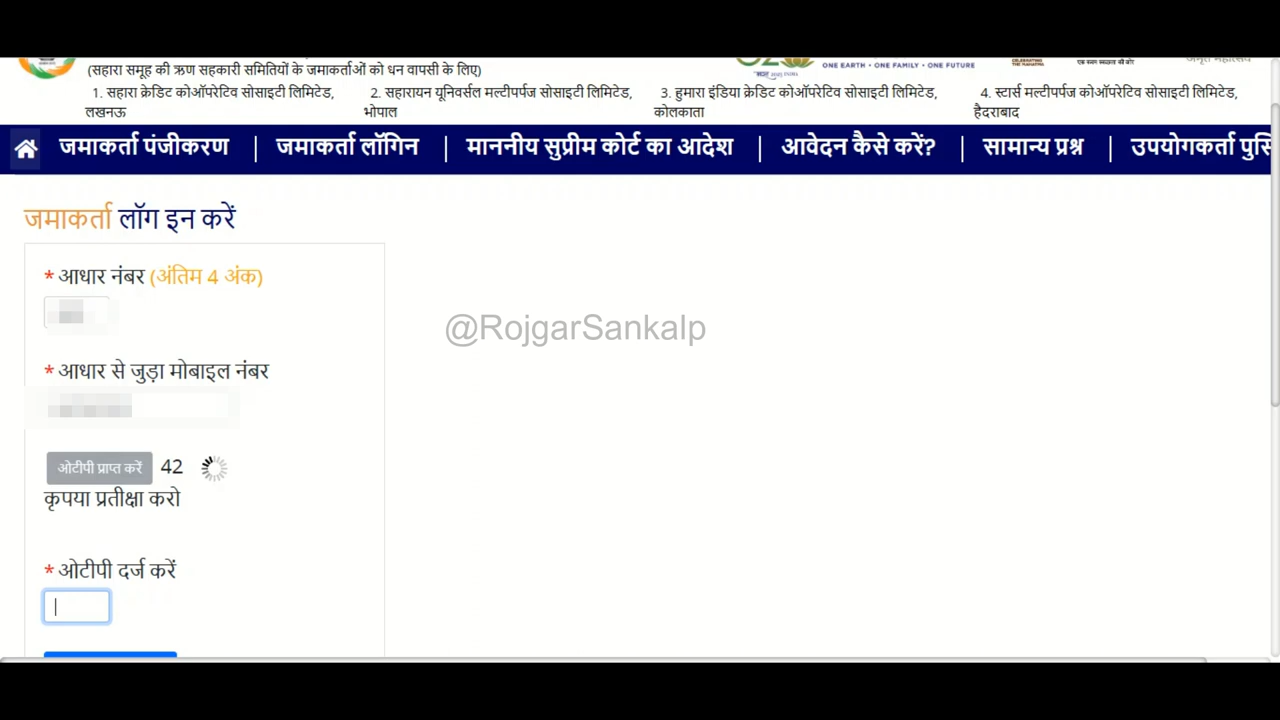 (सहारा समूह की ऋण सहकारी समितियों के जमाकर्ताओं को धन वापसी के लिए)
ONE EARTH • ONE FAMILY • ONE FUTURE
1. सहारा क्रेडिट कोऑपरेटिव सोसाइटी लिमिटेड, लखनऊ
2. सहारायन यूनिवर्सल मल्टीपर्पज सोसाइटी लिमिटेड, भोपाल
3. हुमारा इंडिया क्रेडिट कोऑपरेटिव सोसाइटी लिमिटेड, कोलकाता
4. स्टार्स मल्टीपर्पज कोऑपरेटिव सोसाइटी लिमिटेड, हैदराबाद
जमाकर्ता पंजीकरण | जमाकर्ता लॉगिन | माननीय सुप्रीम कोर्ट का आदेश | आवेदन कैसे करें? | सामान्य प्रश्न | उपयोगकर्ता
जमाकर्ता लॉग इन करें
* आधार नंबर (अंतिम 4 अंक)
@RojgarSankalp
* आधार से जुड़ा मोबाइल नंबर
ओटीपी प्राप्त करें 42
कृपया प्रतीक्षा करो
* ओटीपी दर्ज करें